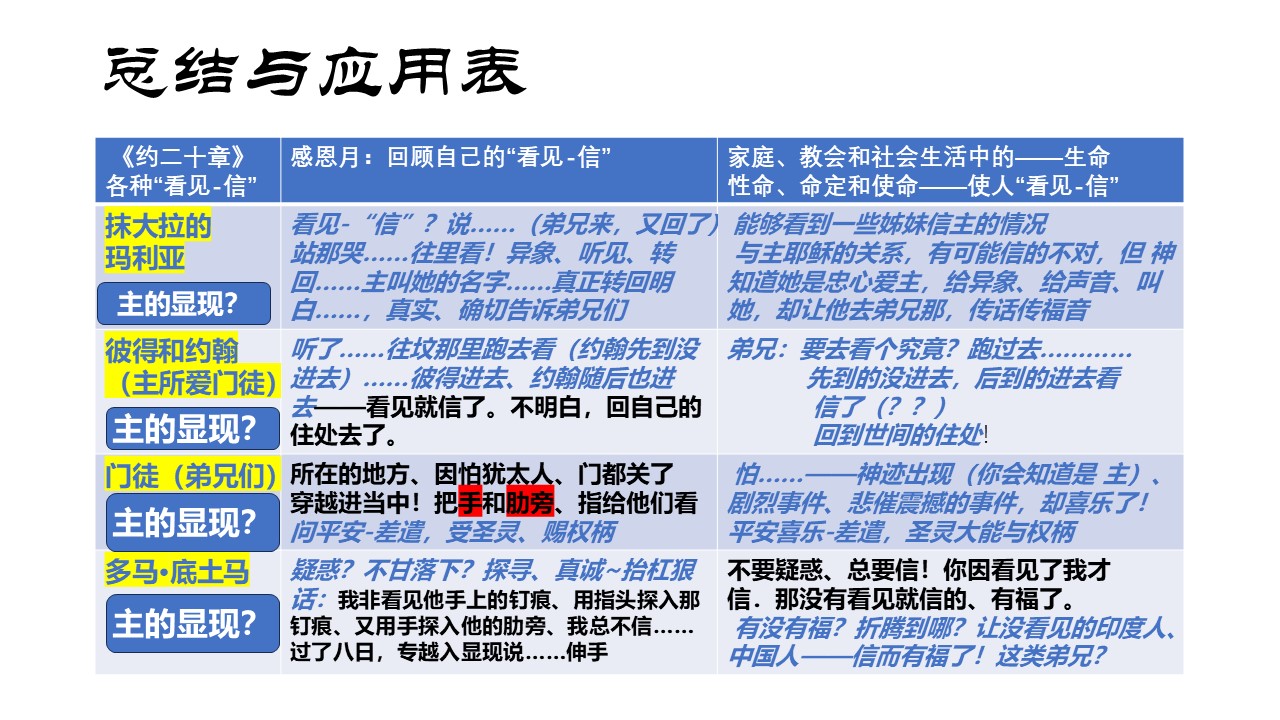 总结与应用表
《约二十章》
各种“看见-信”
感恩月：回顾自己的“看见-信”
家庭、教会和社会生活中的——生命
性命、命定和使命——使人“看见-信”
抹大拉的
玛利亚
主的显现？
看见-“信”？说……（弟兄来，又回了）
站那哭……往里看！异象、听见、转
回……主叫她的名字……真正转回明
白……，真实、确切告诉弟兄们
能够看到一些姊妹信主的情况
与主耶稣的关系，有可能信的不对，但 神
知道她是忠心爱主，给异象、给声音、叫
她，却让他去弟兄那，传话传福音
彼得和约翰
（主所爱门徒）
主的显现？
听了……往坟那里跑去看（约翰先到没
进去）……彼得进去、约翰随后也进
去——看见就信了。不明白，回自己的
住处去了。
弟兄：要去看个究竟？跑过去…………
先到的没进去，后到的进去看
信了（？？）
回到世间的住处!
门徒（弟兄们）
主的显现？
所在的地方、因怕犹太人、门都关了
穿越进当中！把手和肋旁、指给他们看
问平安-差遣，受圣灵、赐权柄
怕……——神迹出现（你会知道是 主）、
剧烈事件、悲催震撼的事件，却喜乐了！
平安喜乐-差遣，圣灵大能与权柄
多马·底土马
主的显现？
疑惑？不甘落下？探寻、真诚~抬杠狠
话：我非看见他手上的钉痕、用指头探入那
钉痕、又用手探入他的肋旁、我总不信……
过了八日，专越入显现说……伸手
不要疑惑、总要信！你因看见了我才
信．那没有看见就信的、有福了。
有没有福？折腾到哪？让没看见的印度人、
中国人——信而有福了！这类弟兄？